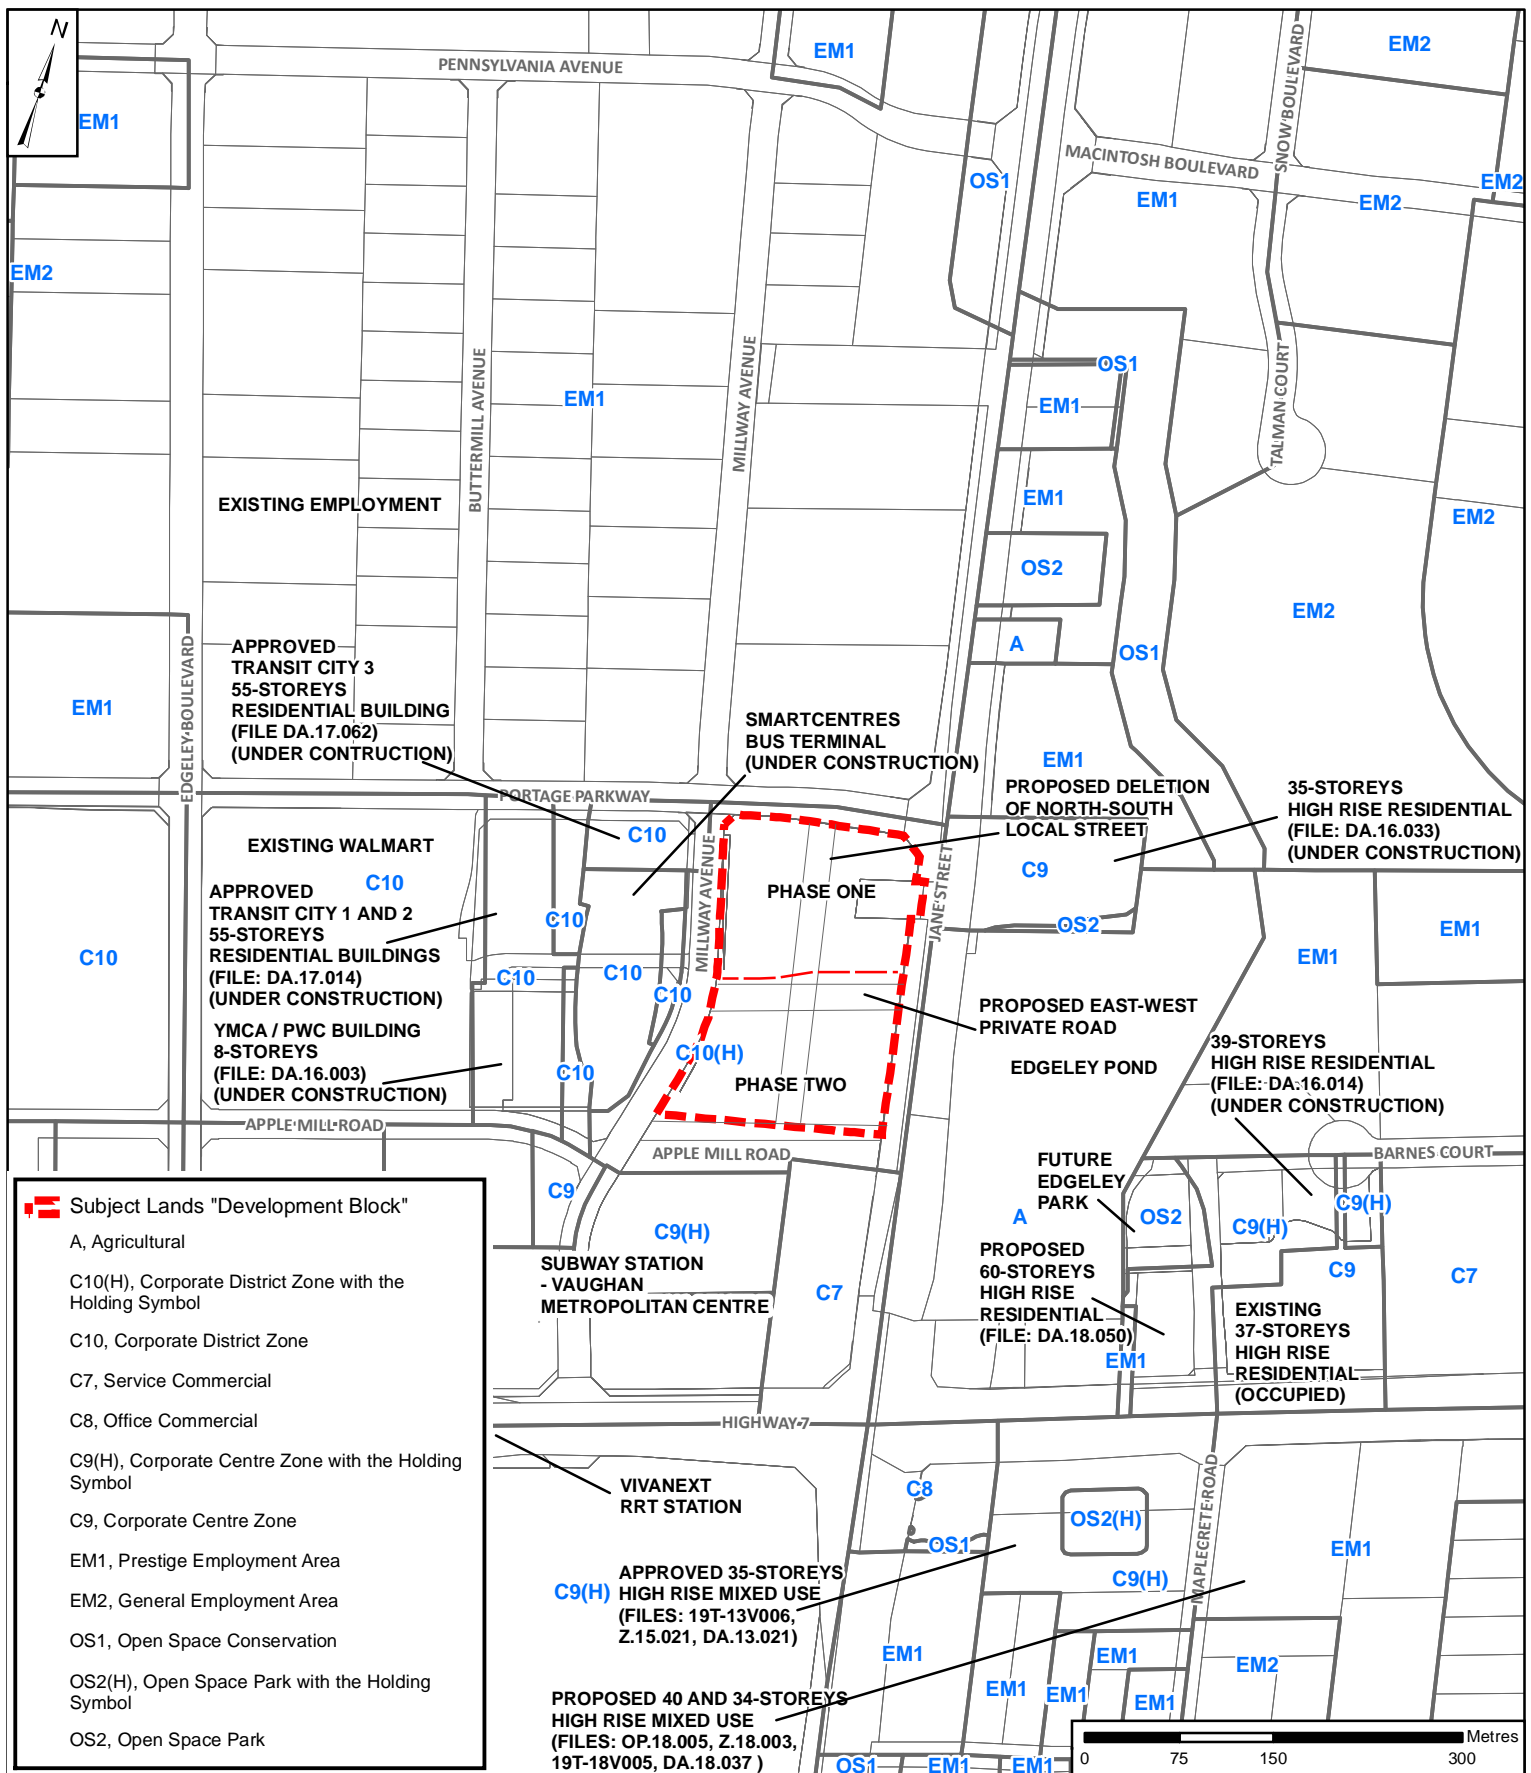 N
PENNSYLVANIA AVENUE
EM1
EM2
EM1
SNOW BOULEVARD
MACINTOSH BOULEVARD
OS1
EM1
EM2
EM2
EM2
OS1
EM1
BUTTERMILL AVENUE
MILLWAY AVENUE
TALMAN COURT
EM1
EXISTING EMPLOYMENT
EM1
EM2
OS2
EM2
A
OS1
EDGELEY BOULEVARD
EM1
APPROVED
TRANSIT CITY 3
55-STOREYS
RESIDENTIAL BUILDING
(FILE DA.17.062)
(UNDER CONTRUCTION)
SMARTCENTRES
BUS TERMINAL
(UNDER CONSTRUCTION)
EM1
PROPOSED DELETION
OF NORTH-SOUTH
LOCAL STREET
35-STOREYS
HIGH RISE RESIDENTIAL
(FILE: DA.16.033)
(UNDER CONSTRUCTION)
PORTAGE PARKWAY
C10
EXISTING WALMART
C10
MILLWAY AVENUE
PHASE ONE
JANE STREET
C9
OS2
APPROVED
TRANSIT CITY 1 AND 2
55-STOREYS
RESIDENTIAL BUILDINGS
(FILE: DA.17.014)
(UNDER CONSTRUCTION)
C10
C10
C10
C10
C10
EM1
EM1
PROPOSED EAST-WEST
PRIVATE ROAD
YMCA / PWC BUILDING
8-STOREYS
(FILE: DA.16.003)
(UNDER CONSTRUCTION)
C10
C10(H)
PHASE TWO
EDGELEY POND
39-STOREYS
HIGH RISE RESIDENTIAL
(FILE: DA.16.014)
(UNDER CONSTRUCTION)
APPLE MILL ROAD
APPLE MILL ROAD
BARNES COURT
FUTURE
EDGELEY
PARK
C9
C9(H)
A
OS2
C9(H)
C9(H)
C9
C7
SUBWAY STATION
- VAUGHAN
METROPOLITAN CENTRE
C7
PROPOSED
60-STOREYS
HIGH RISE
RESIDENTIAL
(FILE: DA.18.050)
EM1
EXISTING
37-STOREYS
HIGH RISE
RESIDENTIAL
(OCCUPIED)
HIGHWAY 7
VIVANEXT
RRT STATION
C8
OS2(H)
OS1
MAPLECRETE ROAD
EM1
C9(H)
APPROVED 35-STOREYS
HIGH RISE MIXED USE
(FILES: 19T-13V006,
Z.15.021, DA.13.021)
C9(H)
EM1
EM1
EM1
EM1
EM1
EM2
PROPOSED 40 AND 34-STOREYS
HIGH RISE MIXED USE
(FILES: OP.18.005, Z.18.003,
19T-18V005, DA.18.037 )
OS1
EM1
EM1
Subject Lands "Development Block"
A, Agricultural
C10(H), Corporate District Zone with the
Holding Symbol
C10, Corporate District Zone
C7, Service Commercial
C8, Office Commercial
C9(H), Corporate Centre Zone with the Holding
Symbol
C9, Corporate Centre Zone
EM1, Prestige Employment Area
EM2, General Employment Area
OS1, Open Space Conservation
OS2(H), Open Space Park with the Holding
Symbol
OS2, Open Space Park
Metres
0 75 150 300